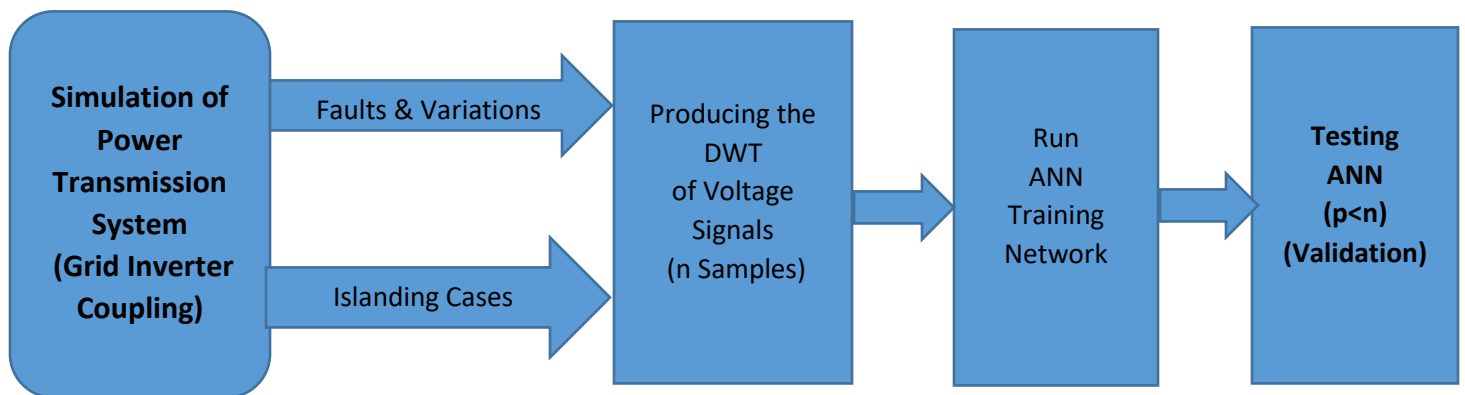 Simulation of
Power
Transmission
System
(Grid Inverter
Coupling)
Faults & Variations
Islanding Cases
Producing the
DWT
of Voltage
Signals
(n Samples)
Run
ANN
Training
Network
Testing
ANN
(p<n)
(Validation)